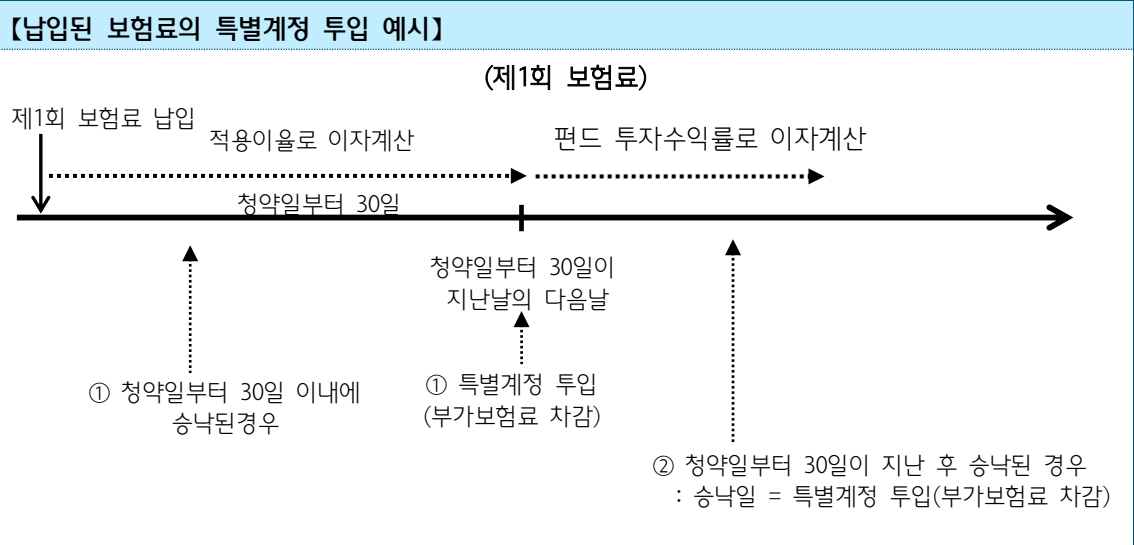 【납입된 보험료의 특별계정 투입 예시】
(제1회 보험료)
제1회 보험료 납입
적용이율로 이자계산
펀드 투자수익률로 이자계산
청약일부터 30일
청약일부터 30일이
지난날의 다음날
① 청약일부터 30일 이내에
승낙된경우
① 특별계정 투입
(부가보험료 차감)
② 청약일부터 30일이 지난 후 승낙된 경우
: 승낙일 = 특별계정 투입(부가보험료 차감)